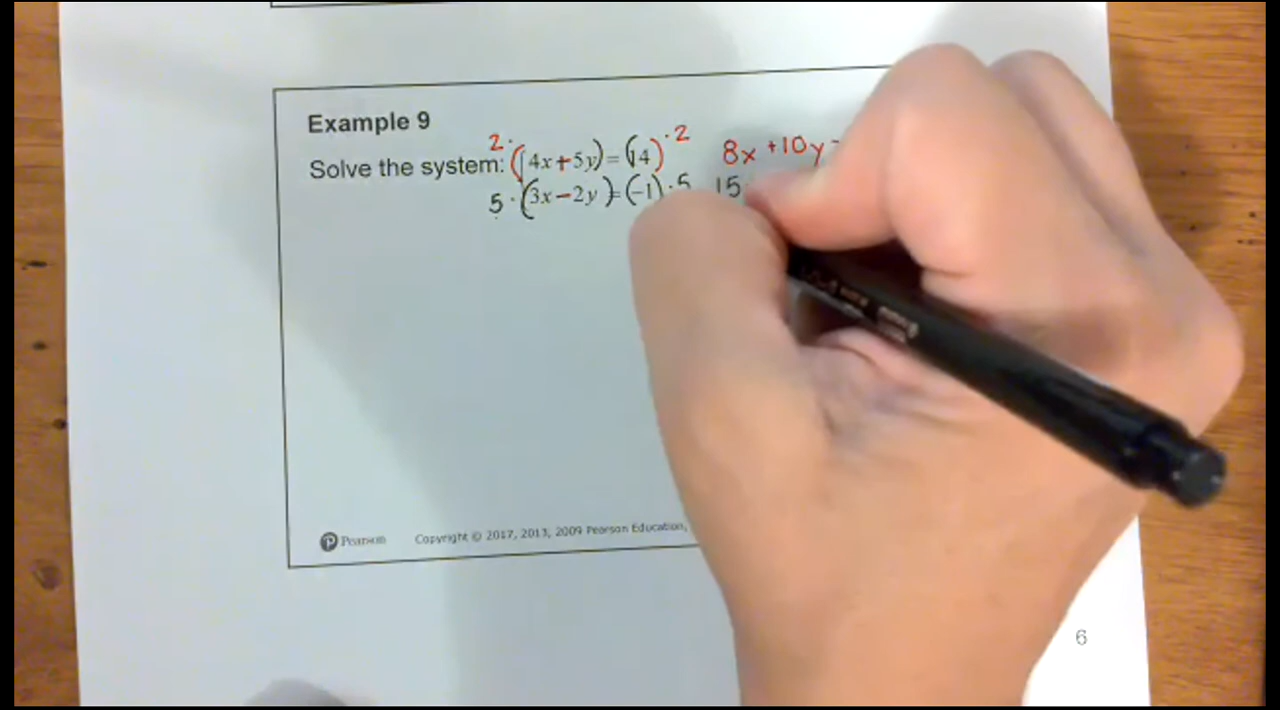 Example 9
2·
Solve the system: (4x+5y)=(14)·2 8x+10y
5·(3x−2y)=(−1)·5 15
Pearson Copyright © 2017, 2013, 2009 Pearson Education,
6